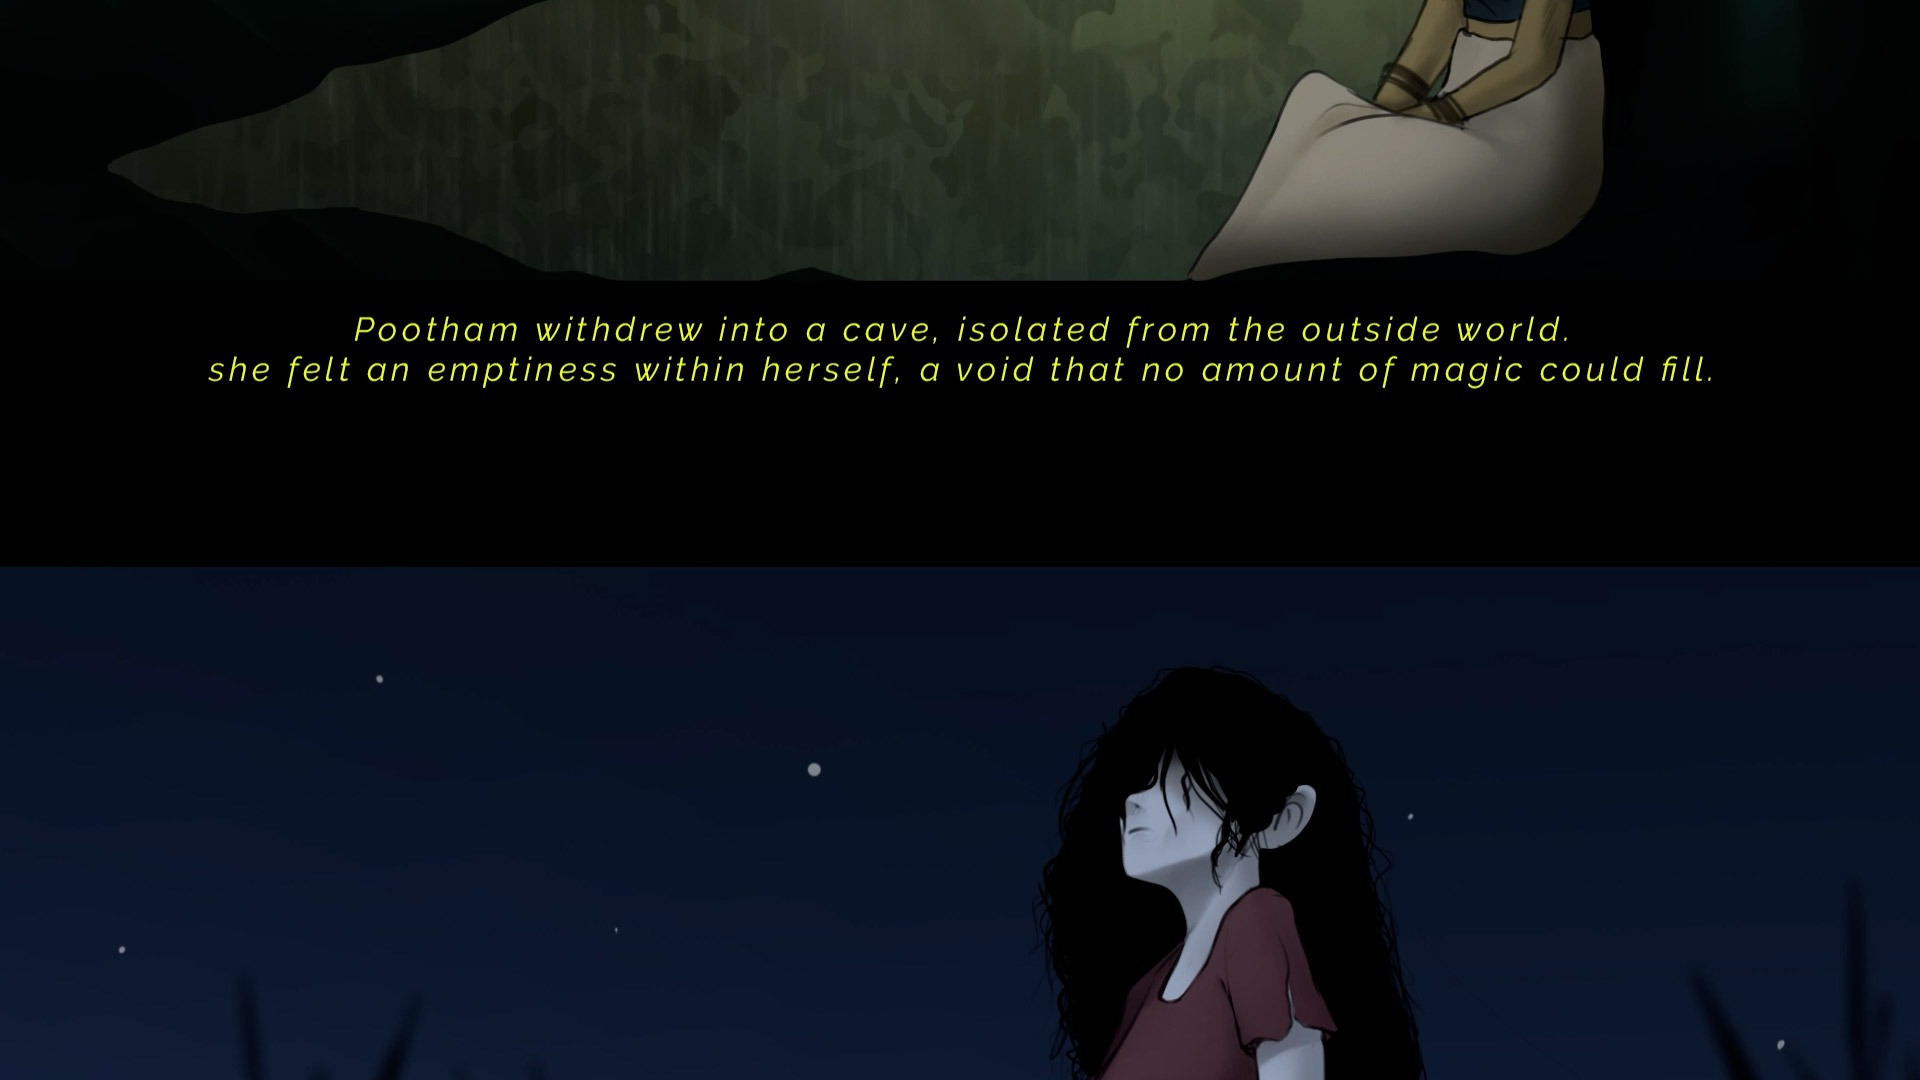 Pootham withdrew into a cave, isolated from the outside world.
she felt an emptiness within herself, a void that no amount of magic could fill.